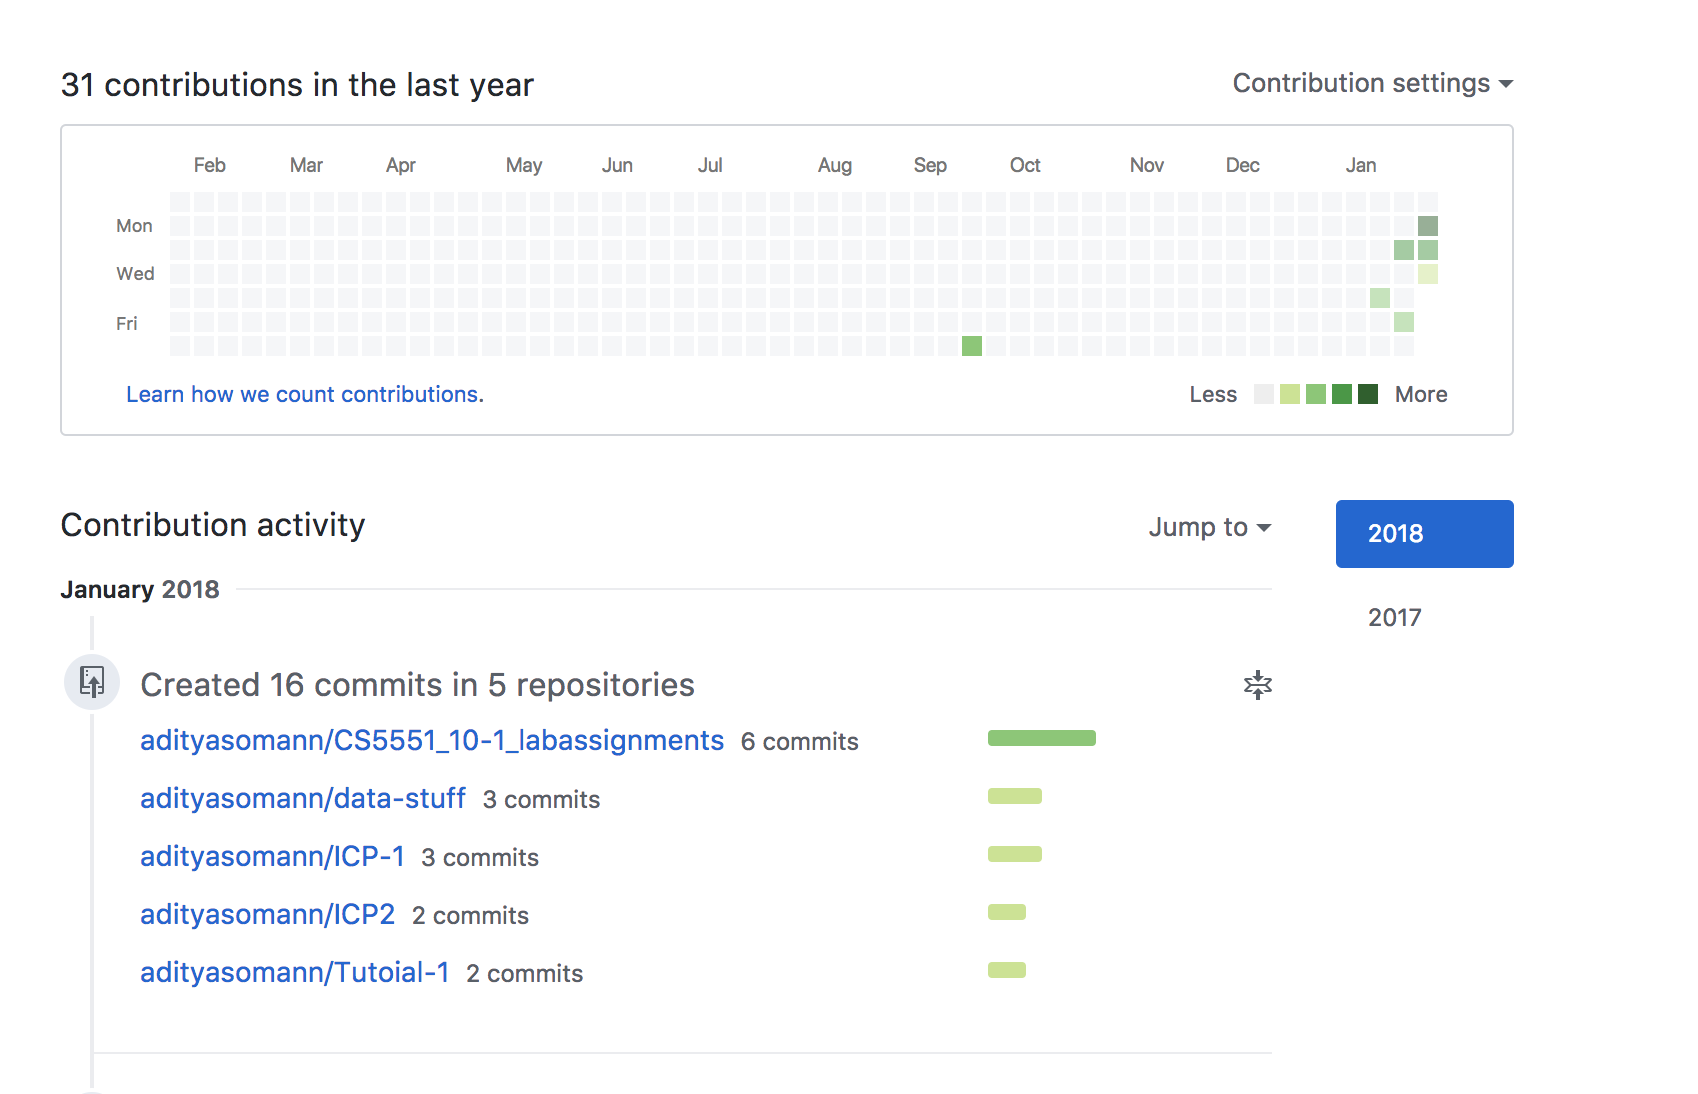 31 contributions in the last year
Contribution settings
Feb Mar Apr May Jun Jul Aug Sep Oct Nov Dec Jan
Mon
Wed
Fri
Learn how we count contributions.
Less More
Contribution activity
Jump to
2018
January 2018
2017
Created 16 commits in 5 repositories
adityasomann/CS5551_10-1_labassignments 6 commits
adityasomann/data-stuff 3 commits
adityasomann/ICP-1 3 commits
adityasomann/ICP2 2 commits
adityasomann/Tutoial-1 2 commits